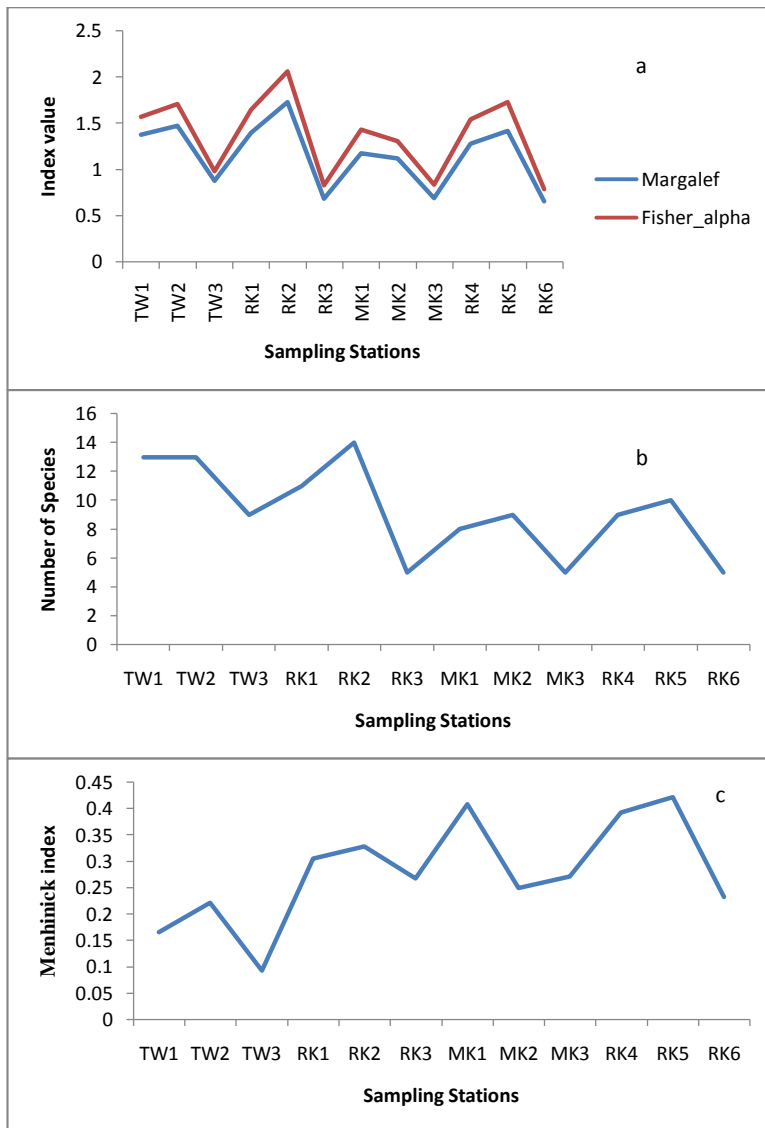 a
2.5
2
1.5
1
0.5
0
Index value
TW1 TW2 TW3 RK1 RK2 RK3 MK1 MK2 MK3 RK4 RK5 RK6
Sampling Stations
Margalef
Fisher_alpha
b
16
14
12
10
8
6
4
2
0
Number of Species
TW1 TW2 TW3 RK1 RK2 RK3 MK1 MK2 MK3 RK4 RK5 RK6
Sampling Stations
c
0.45
0.4
0.35
0.3
0.25
0.2
0.15
0.1
0.05
0
Menhinick index
TW1 TW2 TW3 RK1 RK2 RK3 MK1 MK2 MK3 RK4 RK5 RK6
Sampling Stations